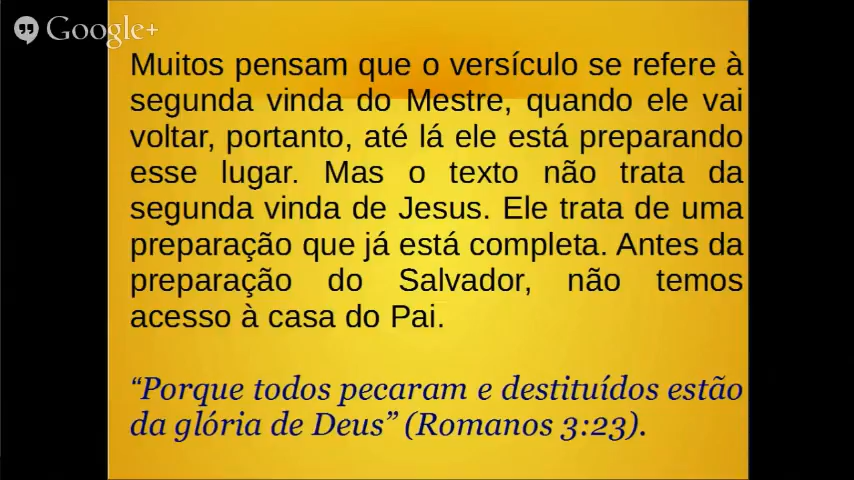 Google+
Muitos pensam que o versículo se refere à
segunda vinda do Mestre, quando ele vai
voltar, portanto, até lá ele está preparando
esse lugar. Mas o texto não trata da
segunda vinda de Jesus. Ele trata de uma
preparação que já está completa. Antes da
preparação do Salvador, não temos
acesso à casa do Pai.
“Porque todos pecaram e destituídos estão
da glória de Deus” (Romanos 3:23).